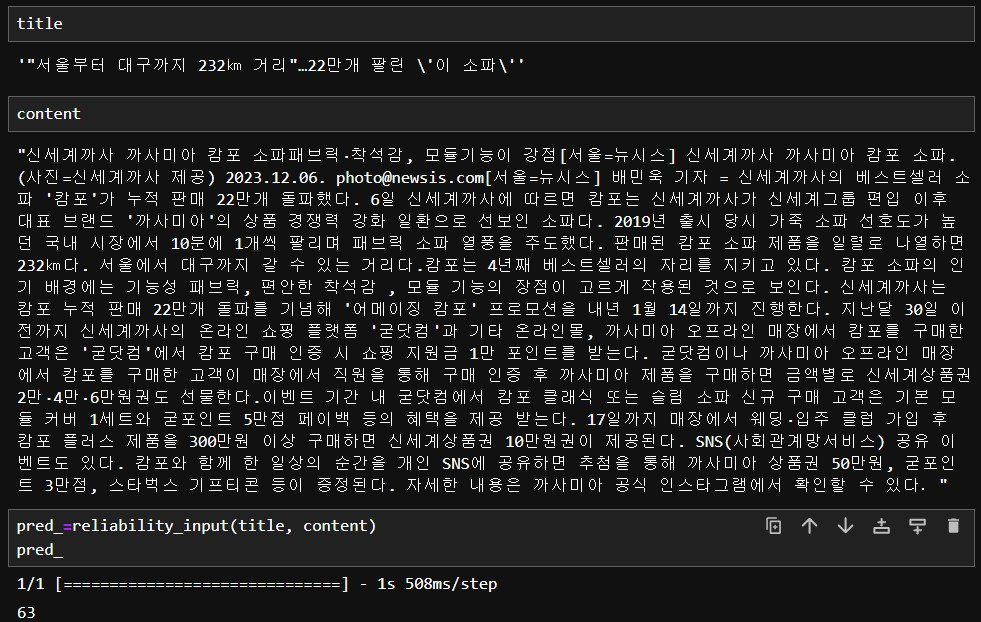 title
'"서울부터 대구까지 232㎞ 거리"…22만개 팔린 \'이 소파\''
content
"신세계까사 까사미아 캄포 소파패브릭·착석감, 모듈기능이 강점[서울=뉴시스] 신세계까사 까사미아 캄포 소파.
(사진=신세계까사 제공) 2023.12.06. photo@newsis.com[서울=뉴시스] 배민욱 기자 = 신세계까사의 베스트셀러 소
파 '캄포'가 누적 판매 22만개 돌파했다. 6일 신세계까사에 따르면 캄포는 신세계까사가 신세계그룹 편입 이후
대표 브랜드 '까사미아'의 상품 경쟁력 강화 일환으로 선보인 소파다. 2019년 출시 당시 가죽 소파 선호도가 높
던 국내 시장에서 10분에 1개씩 팔리며 패브릭 소파 열풍을 주도했다. 판매된 캄포 소파 제품을 일렬로 나열하면
232㎞다. 서울에서 대구까지 갈 수 있는 거리다.캄포는 4년째 베스트셀러의 자리를 지키고 있다. 캄포 소파의 인
기 배경에는 기능성 패브릭, 편안한 착석감 , 모듈 기능의 장점이 고르게 작용된 것으로 보인다. 신세계까사는
캄포 누적 판매 22만개 돌파를 기념해 '어메이징 캄포' 프로모션을 내년 1월 14일까지 진행한다. 지난달 30일 이
전까지 신세계까사의 온라인 쇼핑 플랫폼 '굳닷컴'과 기타 온라인몰, 까사미아 오프라인 매장에서 캄포를 구매한
고객은 '굳닷컴'에서 캄포 구매 인증 시 쇼핑 지원금 1만 포인트를 받는다. 굳닷컴이나 까사미아 오프라인 매장
에서 캄포를 구매한 고객이 매장에서 직원을 통해 구매 인증 후 까사미아 제품을 구매하면 금액별로 신세계상품권
2만·4만·6만원권도 선물한다.이벤트 기간 내 굳닷컴에서 캄포 클래식 또는 슬림 소파 신규 구매 고객은 기본 모
듈 커버 1세트와 굳포인트 5만점 페이백 등의 혜택을 제공 받는다. 17일까지 매장에서 웨딩·입주 클럽 가입 후
캄포 플러스 제품을 300만원 이상 구매하면 신세계상품권 10만원권이 제공된다. SNS(사회관계망서비스) 공유 이
벤트도 있다. 캄포와 함께 한 일상의 순간을 개인 SNS에 공유하면 추첨을 통해 까사미아 상품권 50만원, 굳포인
트 3만점, 스타벅스 기프티콘 등이 증정된다. 자세한 내용은 까사미아 공식 인스타그램에서 확인할 수 있다. "
pred_=reliability_input(title, content)
pred_
1/1 [==============================] - 1s 508ms/step
63